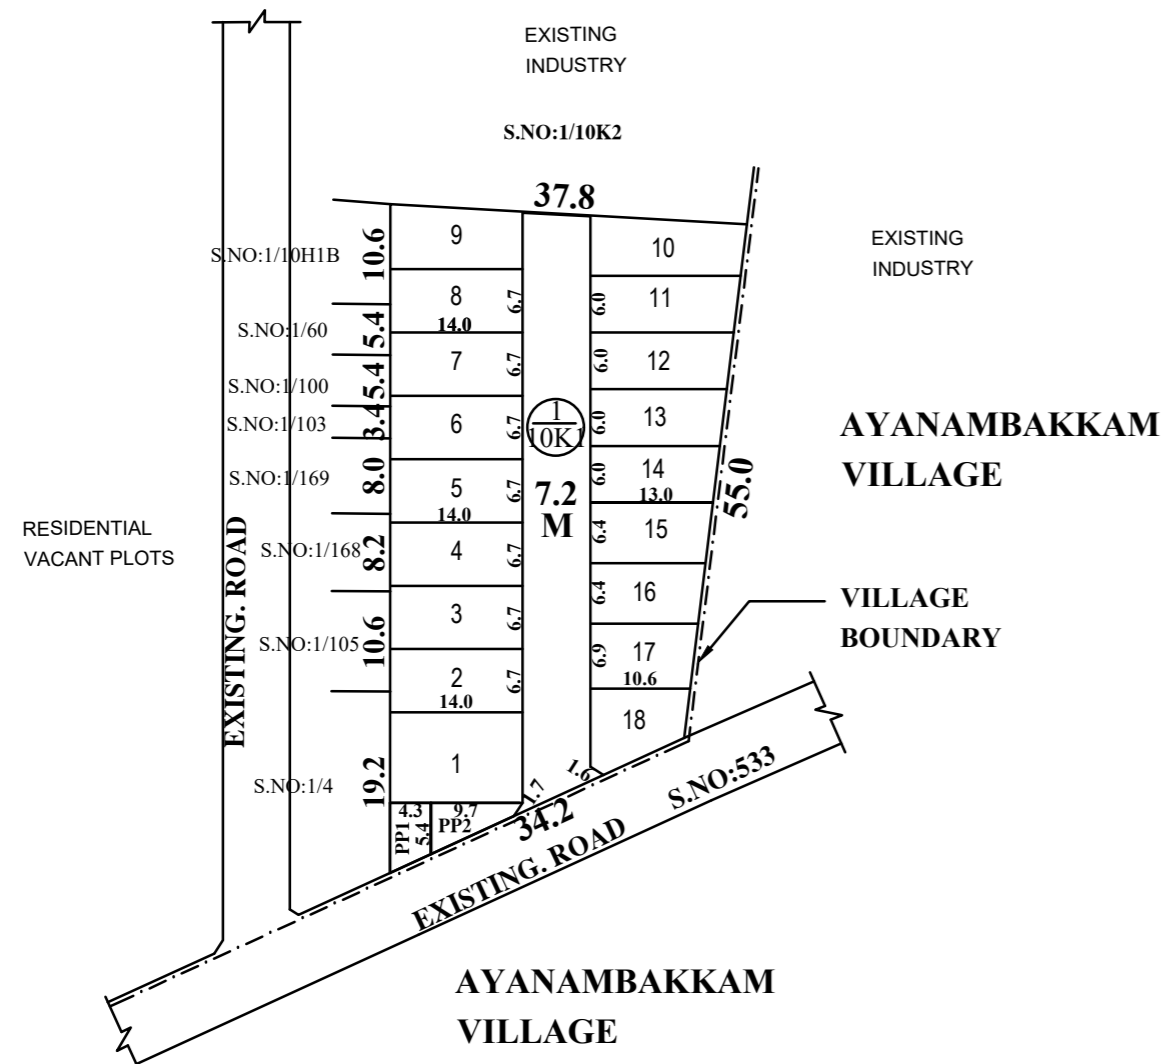 EXISTING
INDUSTRY
S.NO:1/10K2
37.8
EXISTING
INDUSTRY
S.NO:1/10H1B
10.6
9
10
8
14.0
6.7
6.0
11
S.NO:1/60
5.4
7
6.7
6.0
12
S.NO:1/100
5.4
S.NO:1/103
3.4
6
6.7
1
10K1
6.0
13
AYANAMBAKKAM
VILLAGE
S.NO:1/169
8.0
5
14.0
6.7
7.2
M
6.0
14
13.0
55.0
RESIDENTIAL
VACANT PLOTS
EXISTING. ROAD
S.NO:1/168
8.2
4
6.7
6.4
15
S.NO:1/105
10.6
3
6.7
6.4
16
VILLAGE
BOUNDARY
2
14.0
6.7
6.9
17
10.6
18
S.NO:1/4
19.2
1
1.7
1.6
4.3
9.7
PP1
5.4
PP2
34.2
S.NO:533
EXISTING. ROAD
AYANAMBAKKAM
VILLAGE